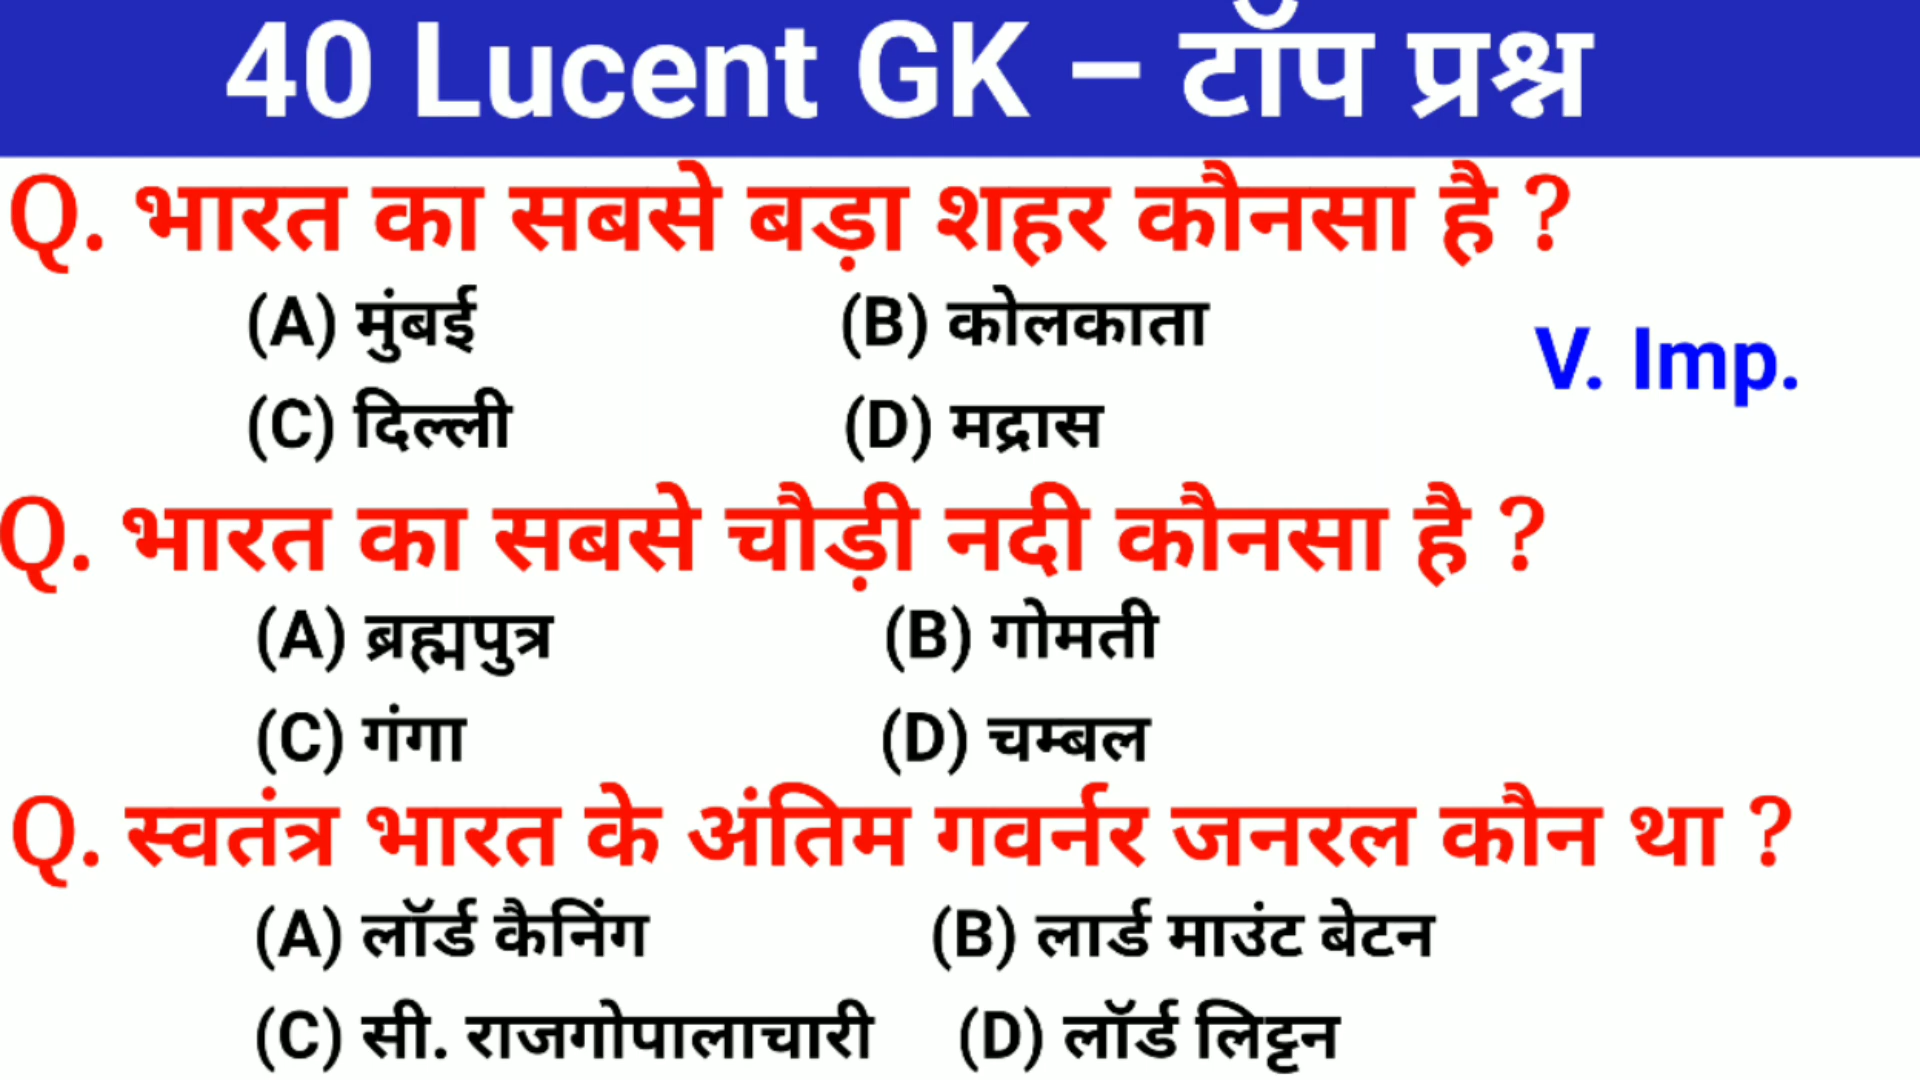 40 Lucent GK – टॉप प्रश्न
Q. भारत का सबसे बड़ा शहर कौनसा है ?
(A) मुंबई (B) कोलकाता
V. Imp.
(C) दिल्ली (D) मद्रास
Q. भारत का सबसे चौड़ी नदी कौनसा है ?
(A) ब्रह्मपुत्र (B) गोमती
(C) गंगा (D) चम्बल
Q. स्वतंत्र भारत के अंतिम गवर्नर जनरल कौन था ?
(A) लॉर्ड कैनिंग (B) लार्ड माउंट बेटन
(C) सी. राजगोपालाचारी (D) लॉर्ड लिट्टन